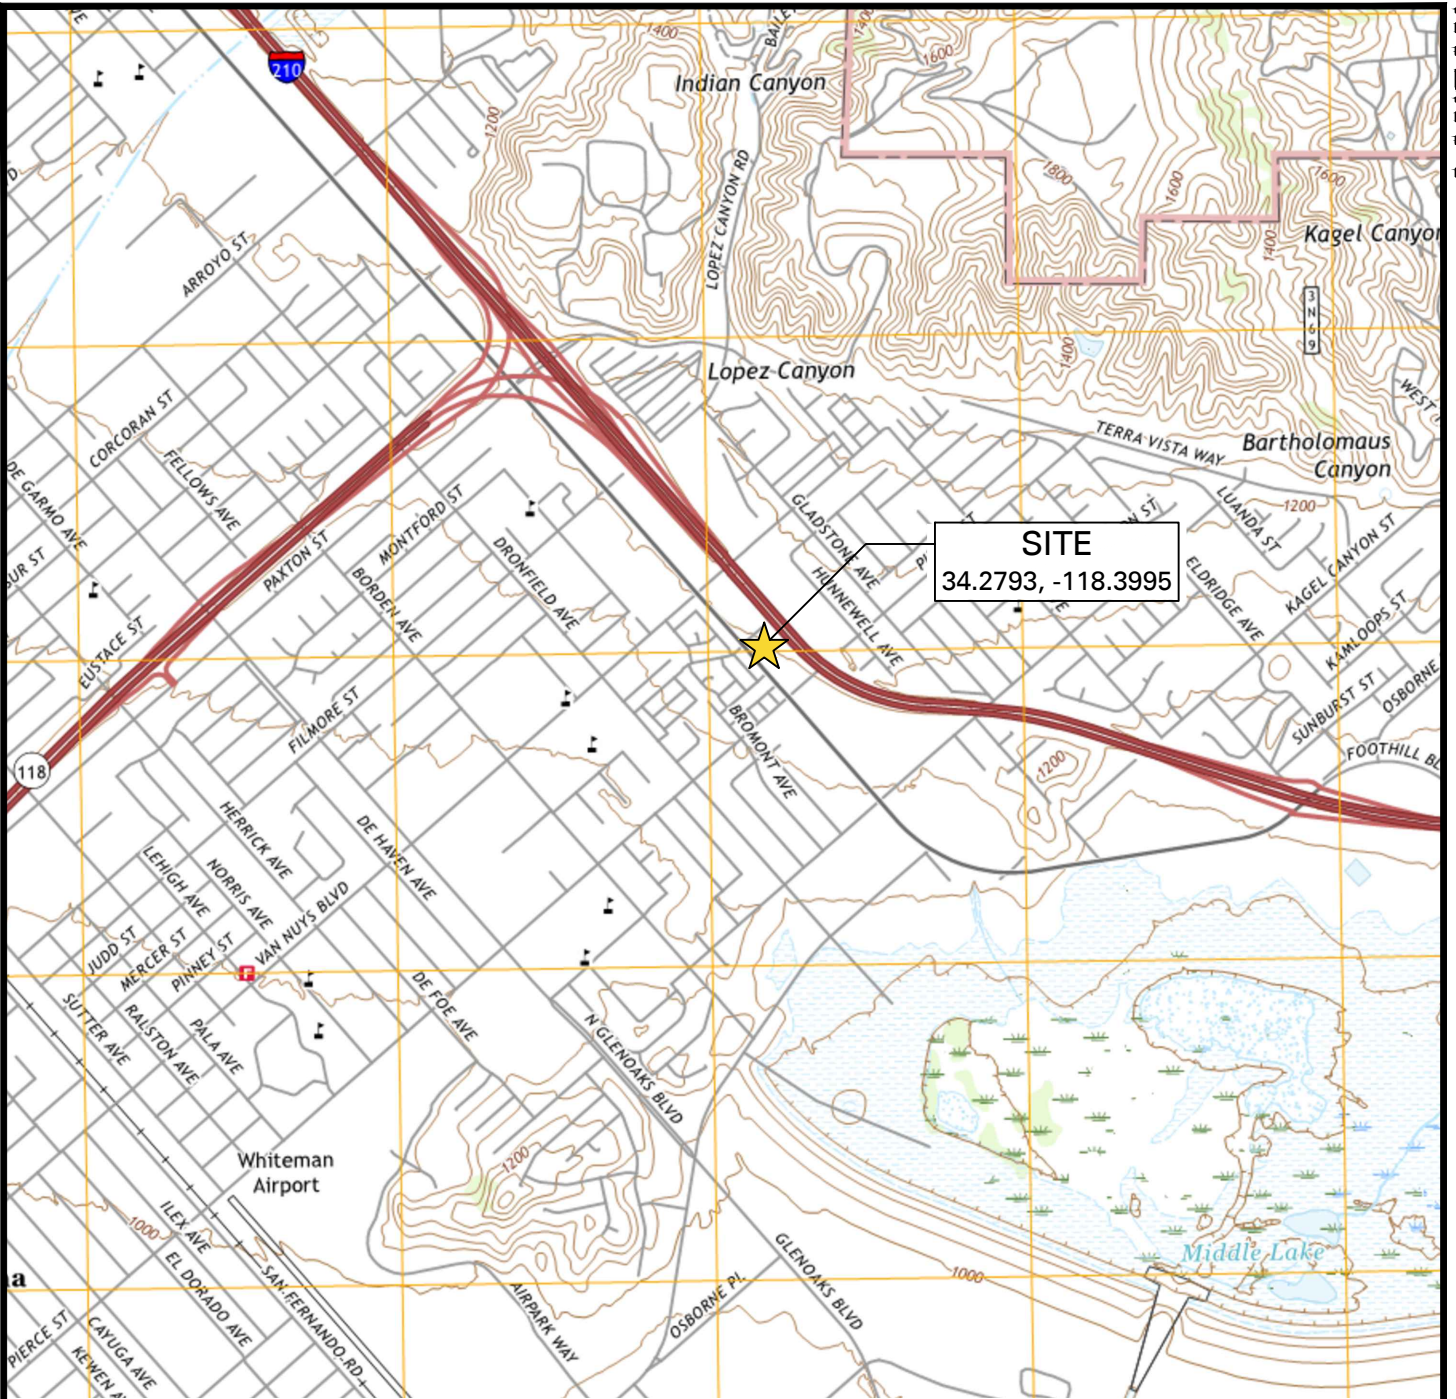 210
1400
BAILEY
1400
1600
Indian Canyon
1200
LOPEZ CANYON RD
1800
1600
1600
1400
Kagel Canyon
ARROYO ST
3N69
1400
Lopez Canyon
CORCORAN ST
TERRA VISTA WAY
WEST
Bartholomaus
Canyon
DE GARMO AVE
FELLOWS AVE
MONTFORD ST
GLADSTONE AVE
LUANDA ST
1200
SITE
34.2793, -118.3995
KAGEL CANYON ST
PAXTON ST
BORDEN AVE
DRONFIELD AVE
HUNNEWELL AVE
ELDRIDGE AVE
KAMLOOPS ST
EUSTACE ST
FILMORE ST
BROMONT AVE
SUNBURST ST
OSBORNE
FOOTHILL BL
118
1200
HERRICK AVE
DE HAVEN AVE
LEHIGH AVE
NORRIS AVE
VAN NUYS BLVD
JUDD ST
MERCER ST
PINNEY ST
F
SUTTER AVE
RALSTON AVE
PALA AVE
DE FOE AVE
N GLENOAKS BLVD
Whiteman
Airport
1200
1000
ILEX AVE
EL DORADO AVE
SAN FERNANDO RD
AIRPARK WAY
OSBORNE PL
GLENOAKS BLVD
1000
Middle Lake
PIERCE ST
CAYUGA AVE
KEWEN A